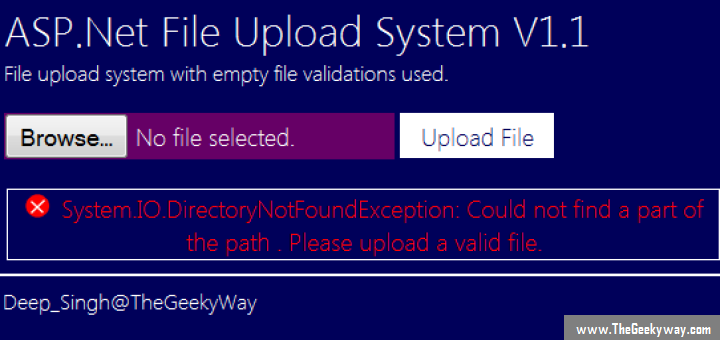 ASP.Net File Upload System V1.1
File upload system with empty file validations used.
Browse... No file selected. Upload File
System.IO.DirectoryNotFoundException: Could not find a part of
the path . Please upload a valid file.
Deep_Singh@TheGeekyWay
www.TheGeekyway.com